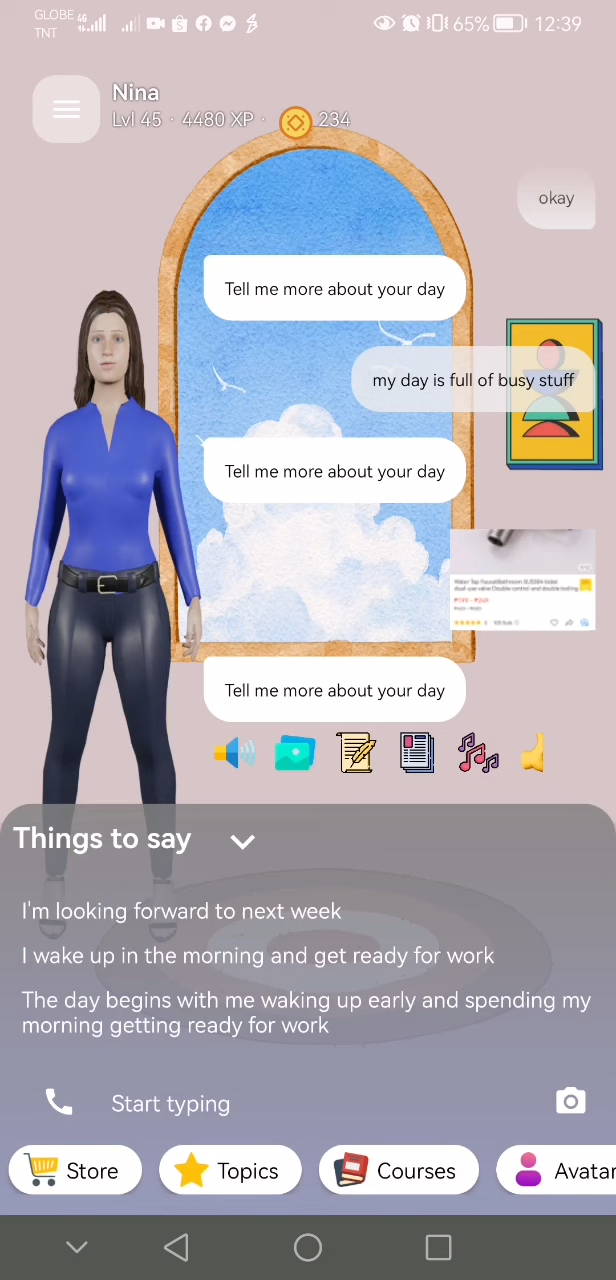 GLOBE
TNT
4G
65%
12:39
Nina
Lvl 45 · 4480 XP · 234
okay
Tell me more about your day
my day is full of busy stuff
Tell me more about your day
Tell me more about your day
Things to say
I'm looking forward to next week
I wake up in the morning and get ready for work
The day begins with me waking up early and spending my
morning getting ready for work
Start typing
Store
Topics
Courses
Avatar